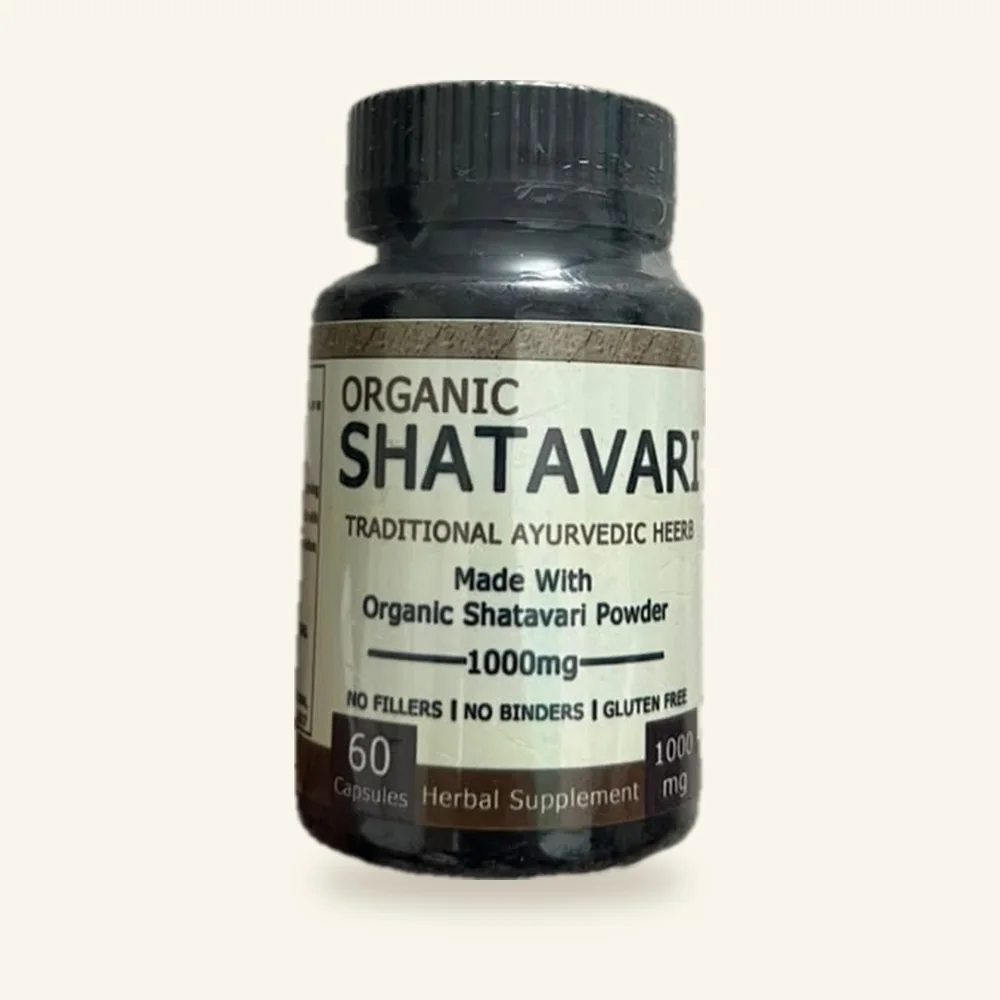 ORGANIC
SHATAVARI
TRADITIONAL AYURVEDIC HEERB
Made With
Organic Shatavari Powder
1000mg
NO FILLERS | NO BINDERS | GLUTEN FREE
60
Capsules
Herbal Supplement
1000
mg